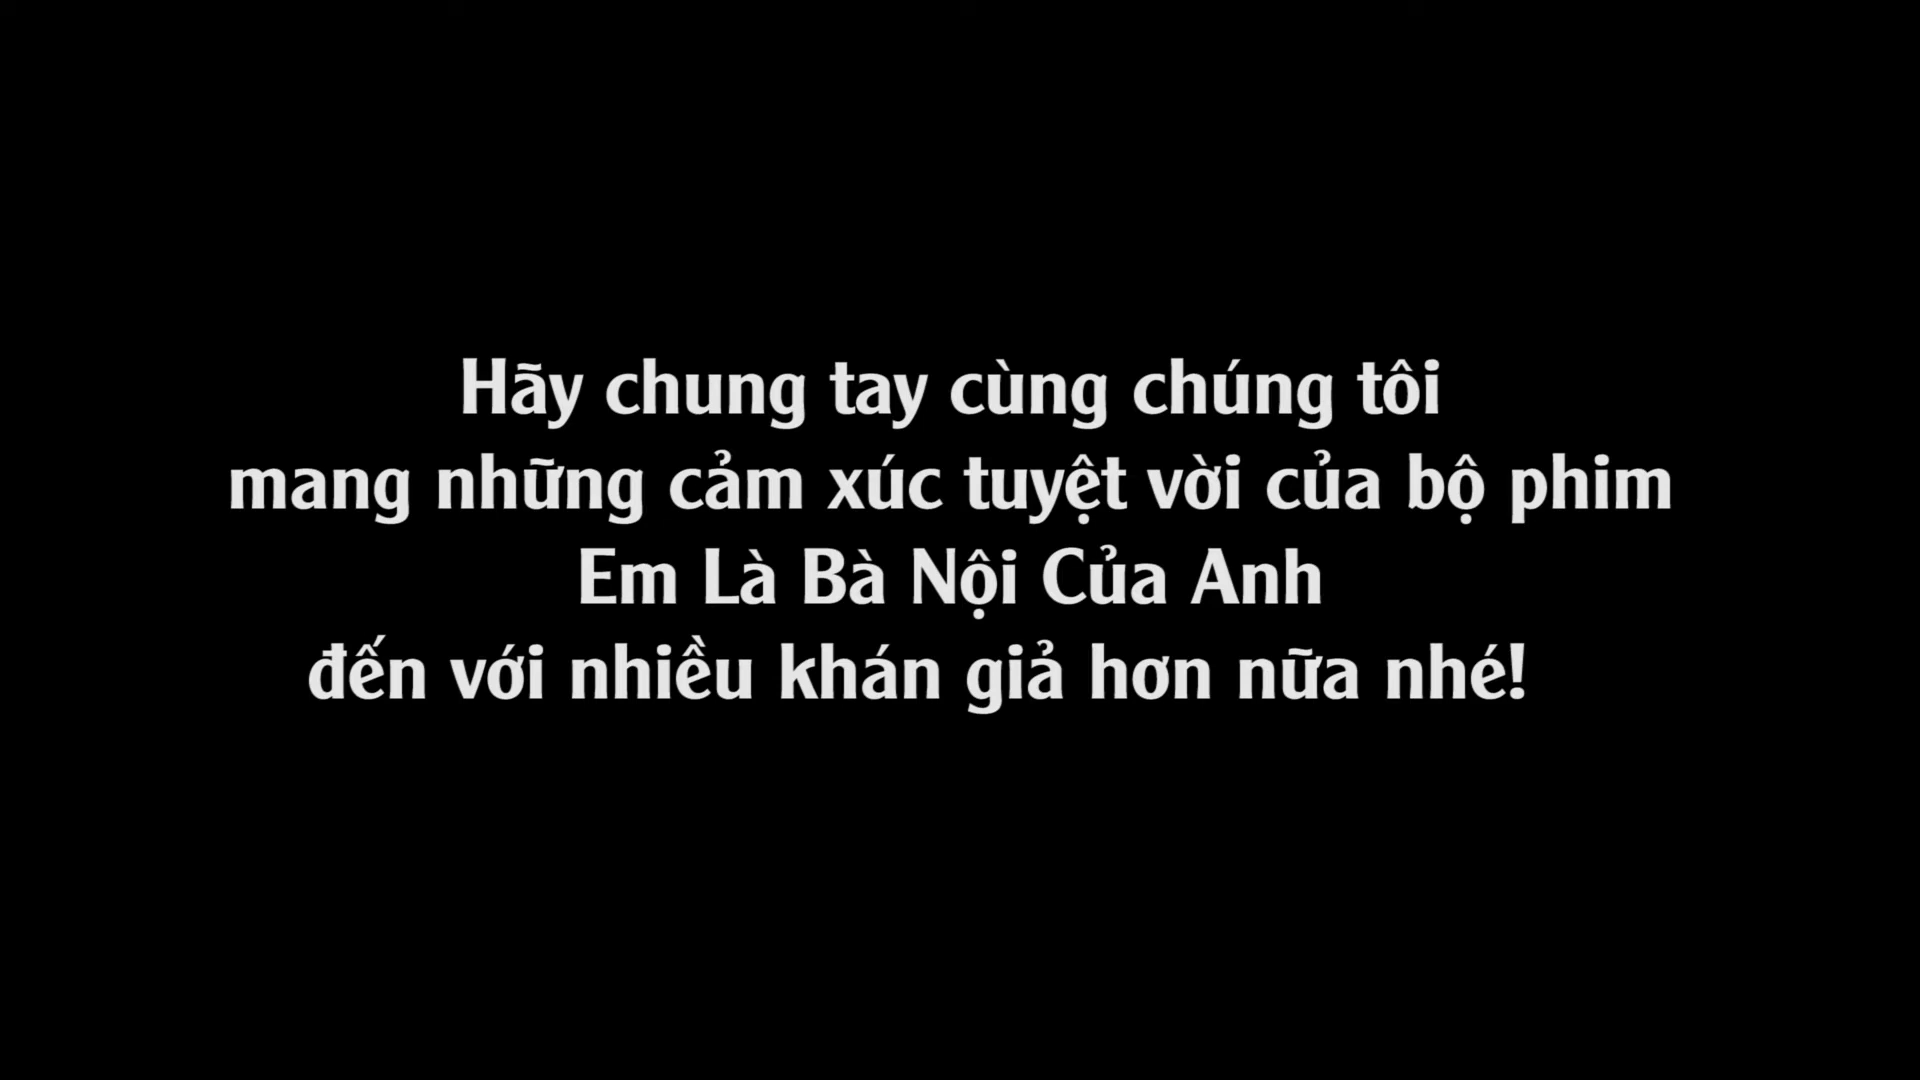 Hãy chung tay cùng chúng tôi
mang những cảm xúc tuyệt vời của bộ phim
Em Là Bà Nội Của Anh
đến với nhiều khán giả hơn nữa nhé!